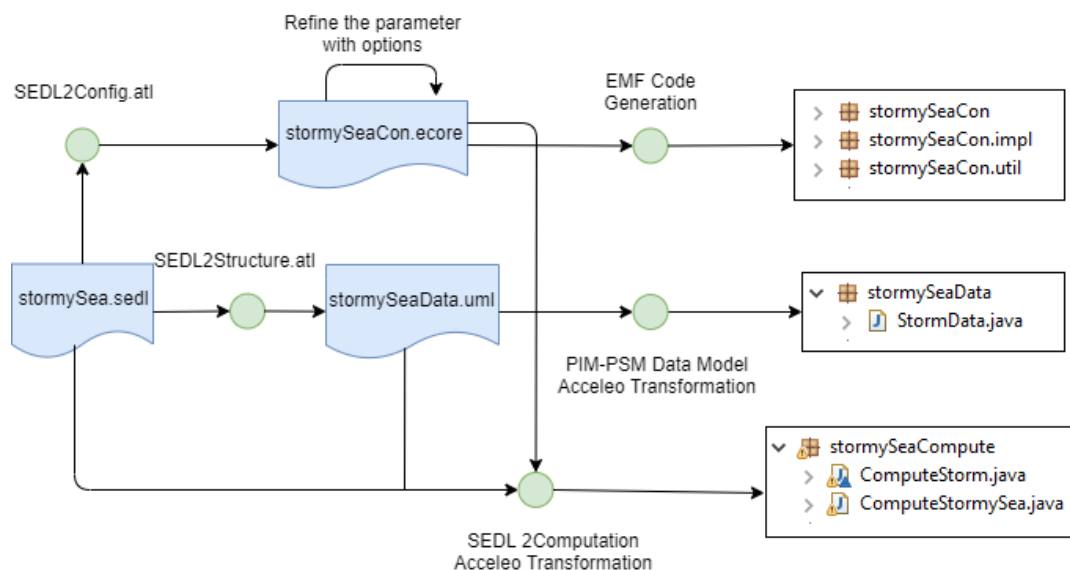 Refine the parameter
with options
SEDL2Config.atl
EMF Code
Generation
stormySeaCon.ecore
stormySeaCon
stormySeaCon.impl
stormySeaCon.util
SEDL2Structure.atl
stormySea.sedl
stormySeaData.uml
stormySeaData
StormData.java
PIM-PSM Data Model
Acceleo Transformation
stormySeaCompute
ComputeStorm.java
ComputeStormySea.java
SEDL 2Computation
Acceleo Transformation